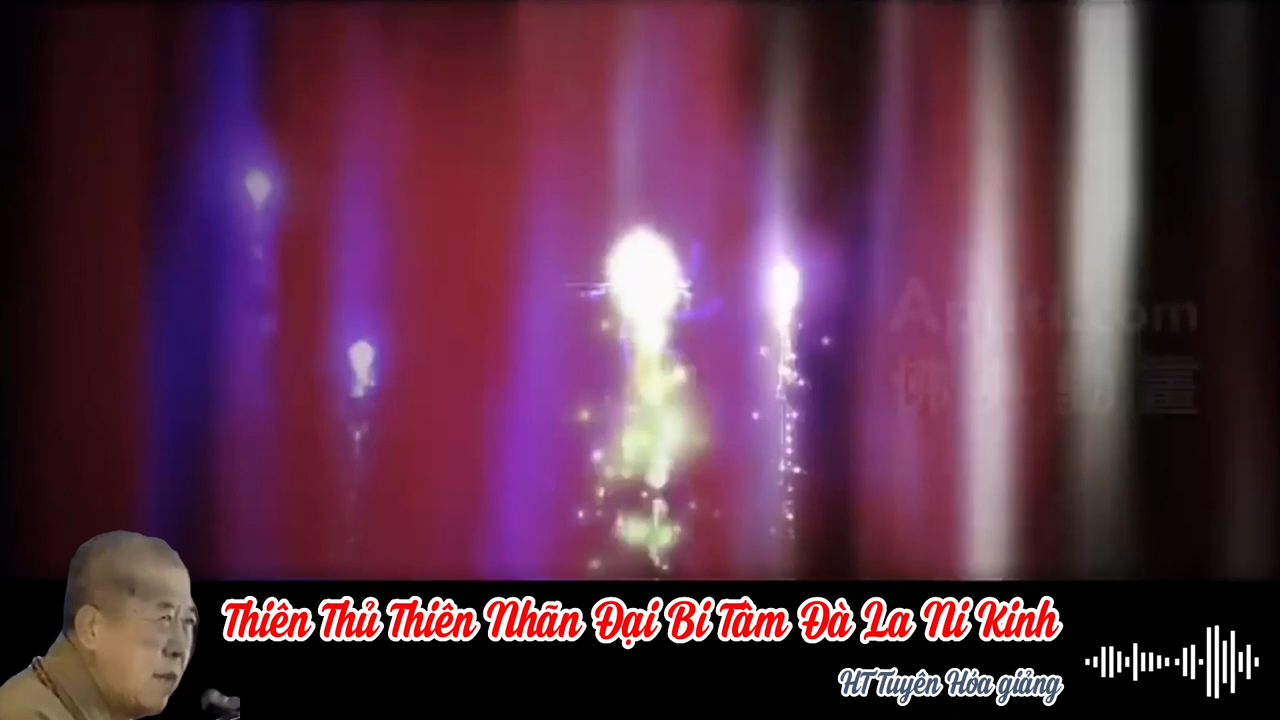 Thiên Thủ Thiên Nhãn Đại Bi Tâm Đà La Ni Kinh
HT Tuyên Hóa giảng